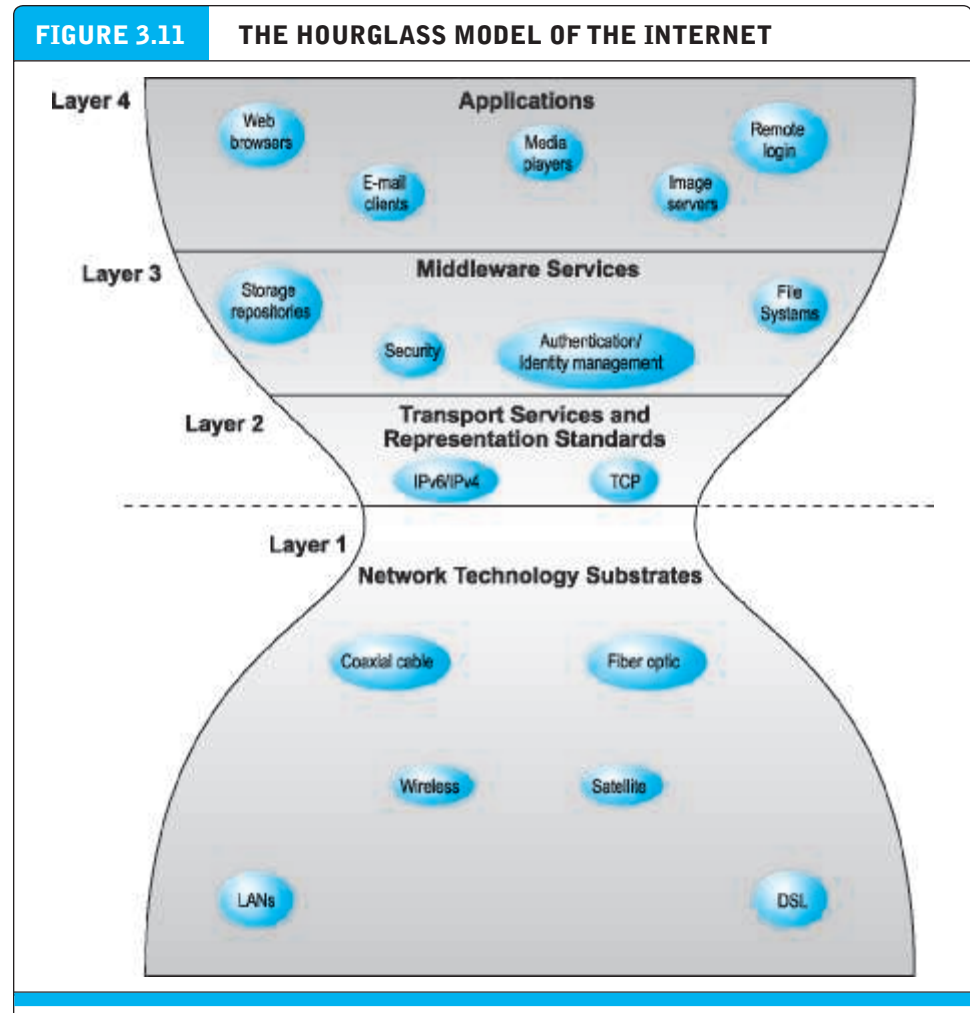 FIGURE 3.11 THE HOURGLASS MODEL OF THE INTERNET
Layer 4
Applications
Web
browsers
Media
players
Remote
login
E-mail
clients
Image
servers
Layer 3
Middleware Services
Storage
repositories
File
Systems
Security
Authentication/
Identity management
Layer 2
Transport Services and
Representation Standards
IPv6/IPv4
TCP
Layer 1
Network Technology Substrates
Coaxial cable
Fiber optic
Wireless
Satellite
LANs
DSL